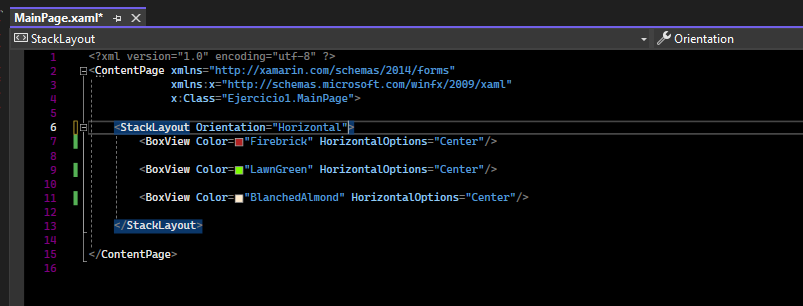 MainPage.xaml*
StackLayout
Orientation
1 <?xml version="1.0" encoding="utf-8" ?>
2 <ContentPage xmlns="http://xamarin.com/schemas/2014/forms"
3 xmlns:x="http://schemas.microsoft.com/winfx/2009/xaml"
4 x:Class="Ejercicio1.MainPage">
5
6 <StackLayout Orientation="Horizontal">
7 <BoxView Color="Firebrick" HorizontalOptions="Center"/>
8
9 <BoxView Color="LawnGreen" HorizontalOptions="Center"/>
10
11 <BoxView Color="BlanchedAlmond" HorizontalOptions="Center"/>
12
13 </StackLayout>
14
15 </ContentPage>
16